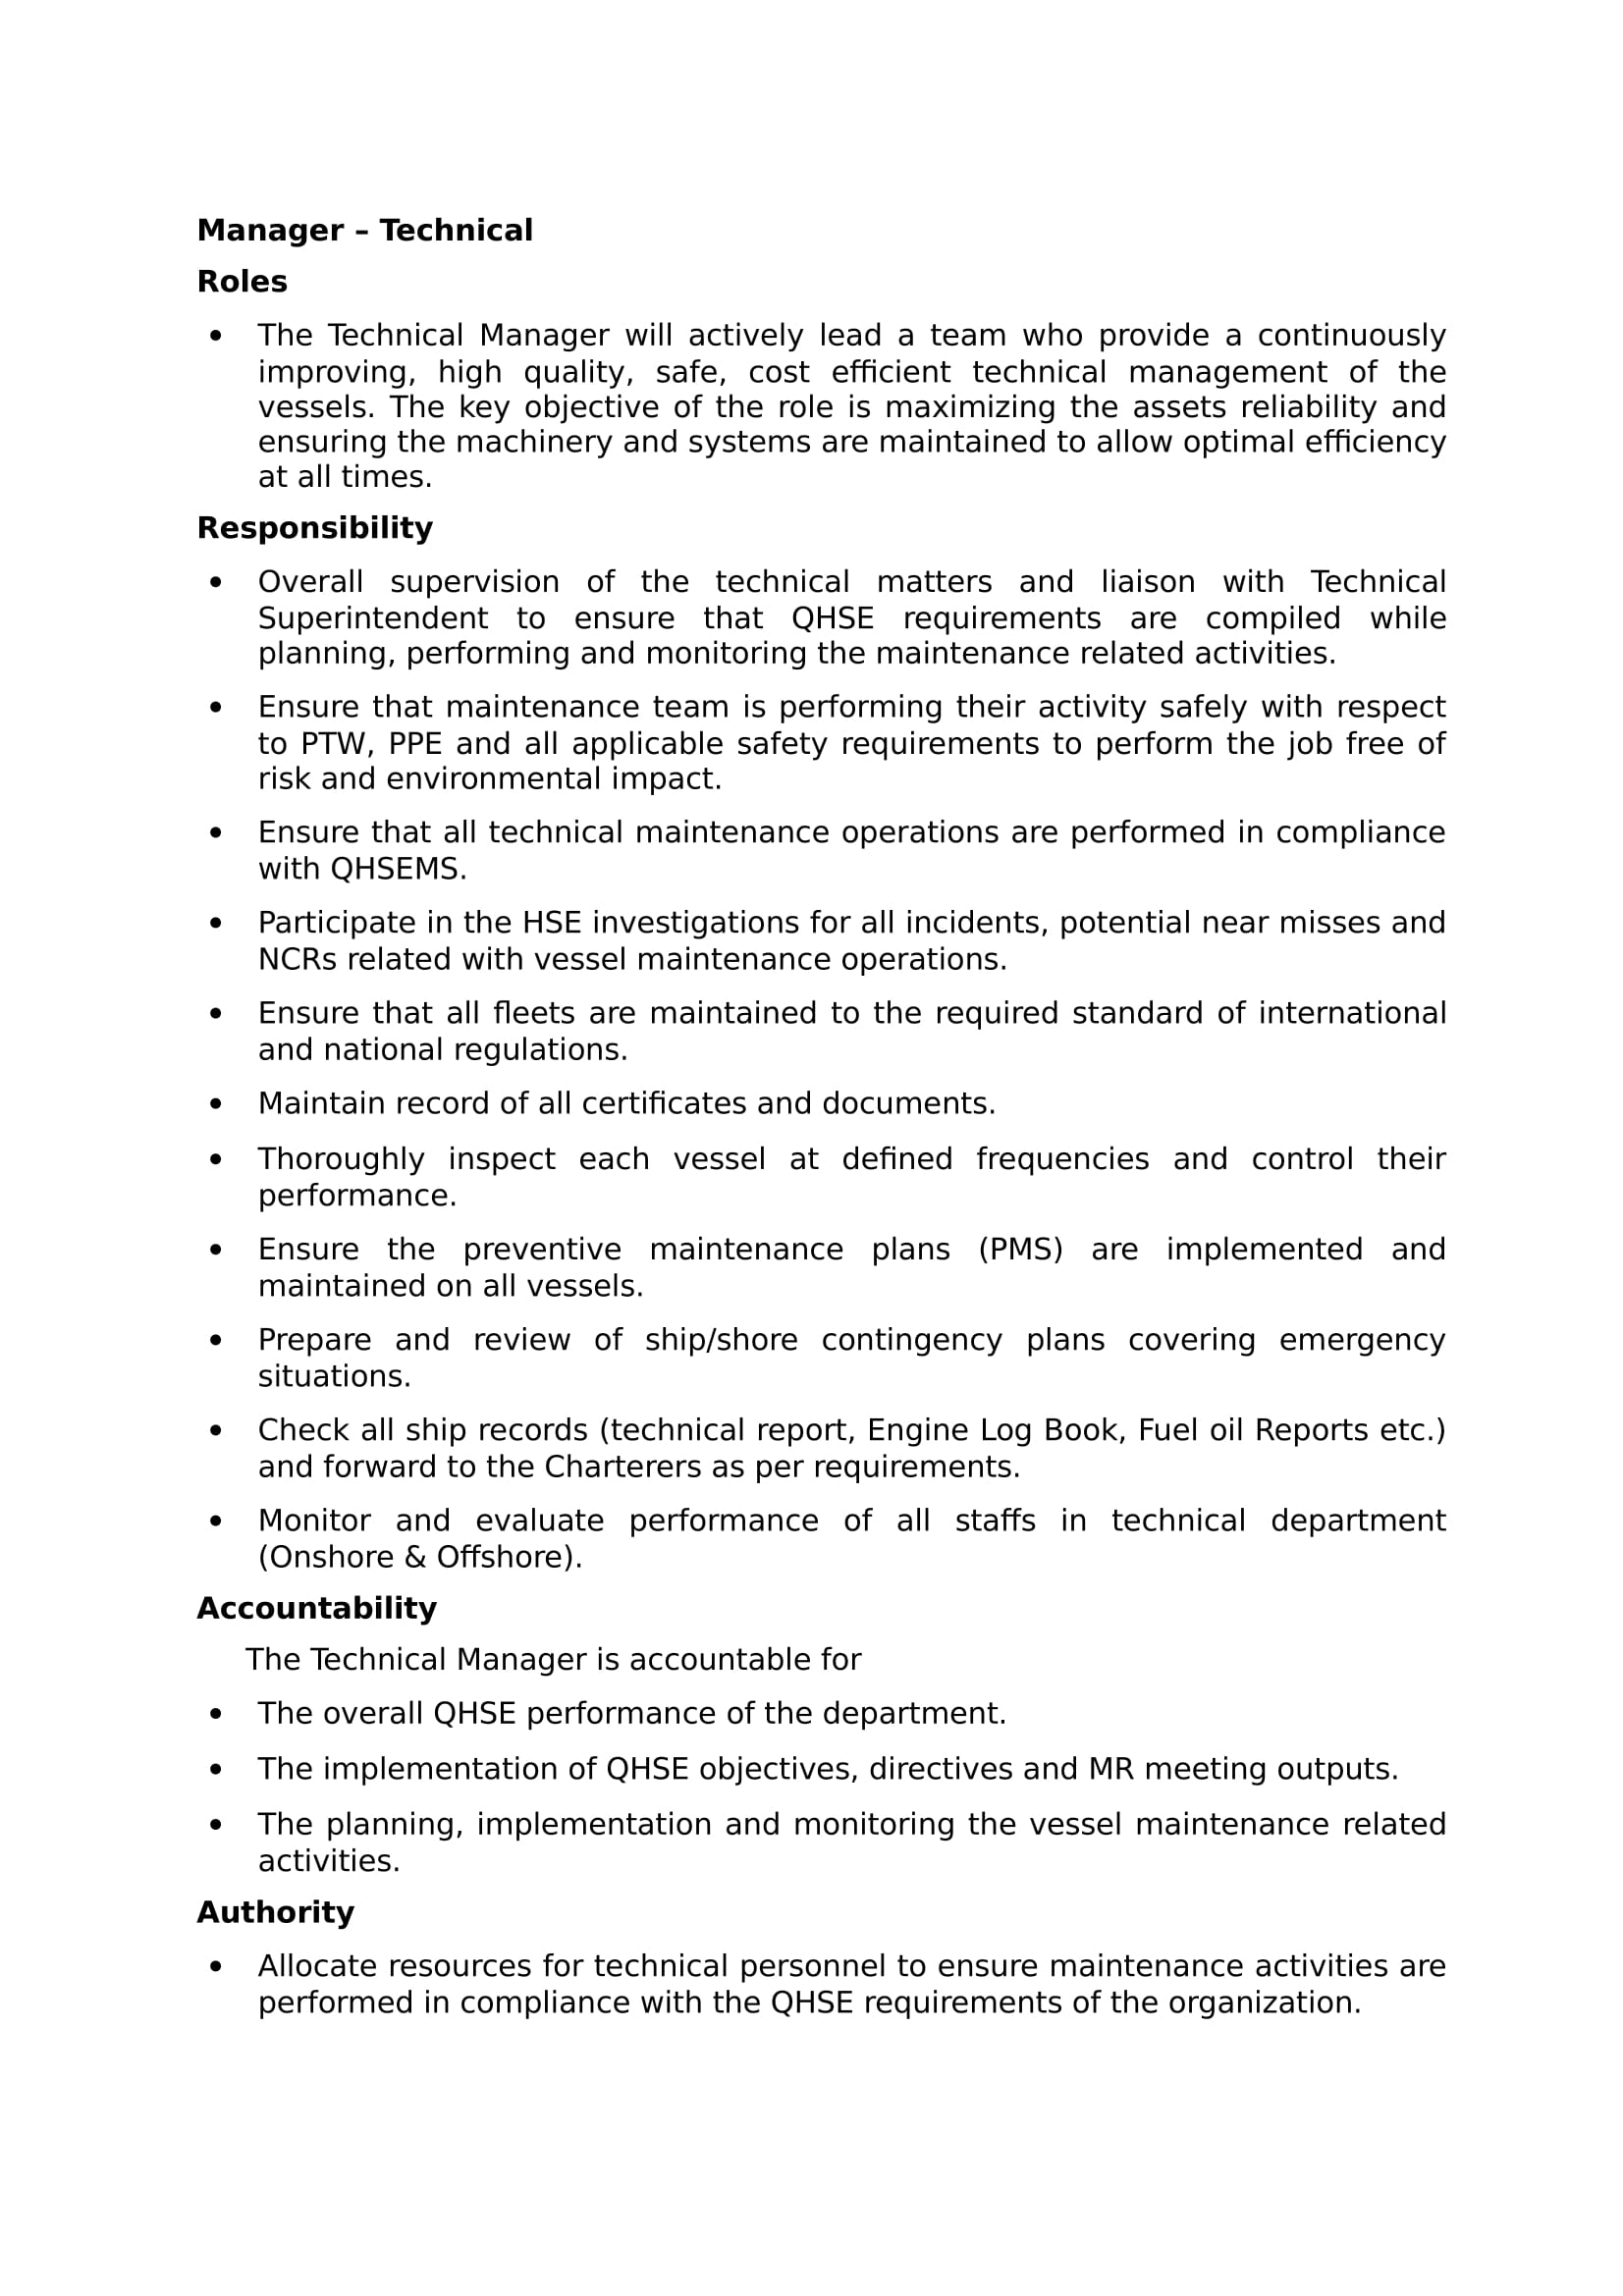 Manager – Technical
Roles
• The Technical Manager will actively lead a team who provide a continuously
improving, high quality, safe, cost efficient technical management of the
vessels. The key objective of the role is maximizing the assets reliability and
ensuring the machinery and systems are maintained to allow optimal efficiency
at all times.
Responsibility
• Overall supervision of the technical matters and liaison with Technical
Superintendent to ensure that QHSE requirements are compiled while
planning, performing and monitoring the maintenance related activities.
• Ensure that maintenance team is performing their activity safely with respect
to PTW, PPE and all applicable safety requirements to perform the job free of
risk and environmental impact.
• Ensure that all technical maintenance operations are performed in compliance
with QHSEMS.
• Participate in the HSE investigations for all incidents, potential near misses and
NCRs related with vessel maintenance operations.
• Ensure that all fleets are maintained to the required standard of international
and national regulations.
• Maintain record of all certificates and documents.
• Thoroughly inspect each vessel at defined frequencies and control their
performance.
• Ensure the preventive maintenance plans (PMS) are implemented and
maintained on all vessels.
• Prepare and review of ship/shore contingency plans covering emergency
situations.
• Check all ship records (technical report, Engine Log Book, Fuel oil Reports etc.)
and forward to the Charterers as per requirements.
• Monitor and evaluate performance of all staffs in technical department
(Onshore & Offshore).
Accountability
The Technical Manager is accountable for
• The overall QHSE performance of the department.
• The implementation of QHSE objectives, directives and MR meeting outputs.
• The planning, implementation and monitoring the vessel maintenance related
activities.
Authority
• Allocate resources for technical personnel to ensure maintenance activities are
performed in compliance with the QHSE requirements of the organization.